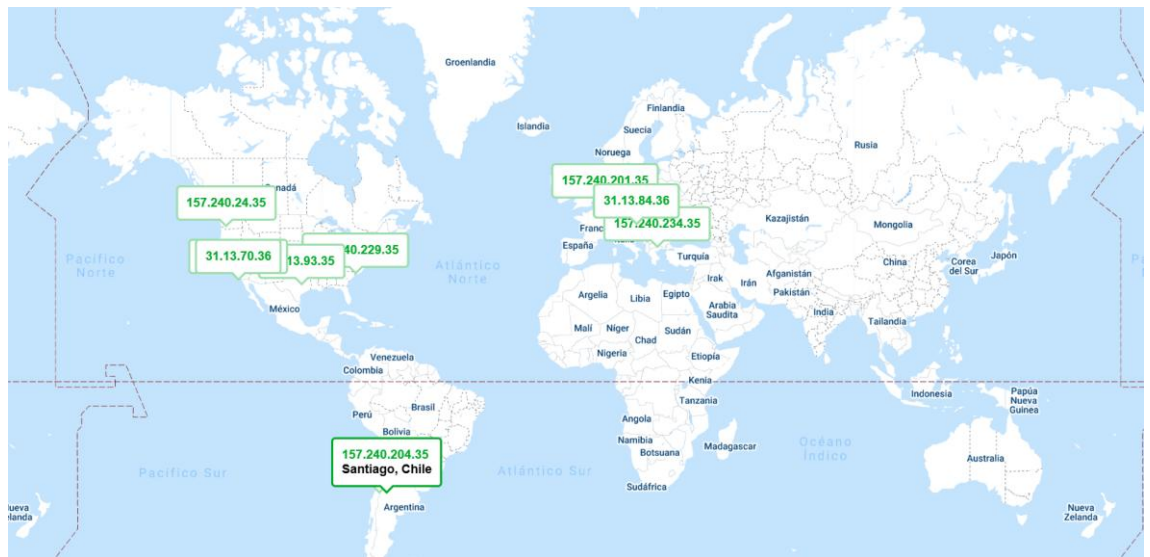 Groenlandia
Finlandia
Islandia
Suecia
Rusia
Noruega
157.240.201.35
157.240.24.35
31.13.84.36
157.240.234.35
Kazajistán
Mongolia
España
Turquía
31.13.70.36
13.93.35
40.229.35
Pacífico
Norte
Atlántico
Norte
China
Corea
del Sur
Japón
Irak
Irán
Afganistán
Pakistán
Argelia
Libia
Egipto
Arabia
Saudita
India
México
Malí
Níger
Chad
Sudán
Tailandia
Nigeria
Etiopía
Venezuela
Colombia
Kenia
Tanzania
Indonesia
Papúa
Nueva
Guinea
Perú
Brasil
Bolivia
Angola
Namibia
Botsuana
Madagascar
Océano
Índico
157.240.204.35
Santiago, Chile
Pacífico Sur
Atlántico Sur
Australia
Sudáfrica
Argentina
Nueva
Zelanda